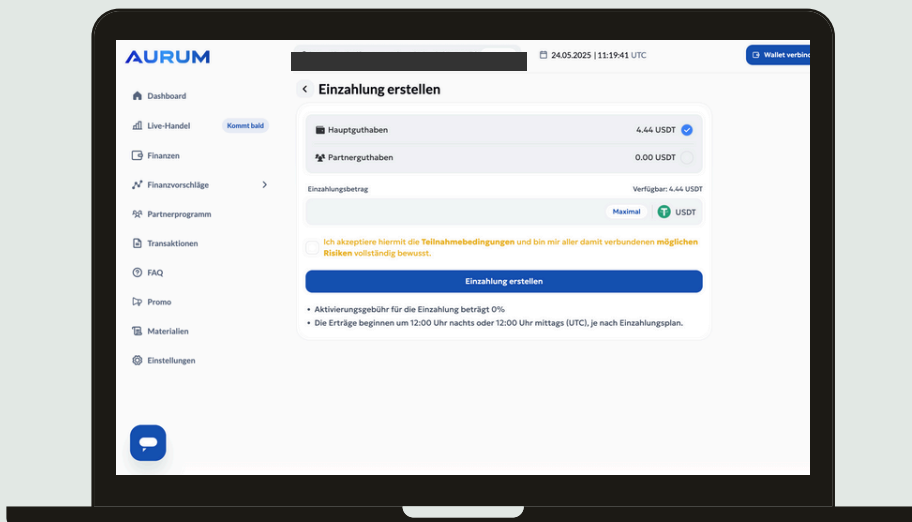 AURUM
24.05.2025 | 11:19:41 UTC
Dashboard
Live-Handel
Kommt bald
Finanzen
Finanzvorschläge
Partnerprogramm
Transaktionen
FAQ
Promo
Materialien
Einstellungen
Einzahlung erstellen
Hauptguthaben
4.44 USDT
Partnerguthaben
0.00 USDT
Einzahlungsbetrag
Verfügbar: 4.44 USDT
Maximal
USDT
Ich akzeptiere hiermit die Teilnahmebedingungen und bin mir aller damit verbundenen möglichen
Risiken vollständig bewusst.
Einzahlung erstellen
• Aktivierungsgebühr für die Einzahlung beträgt 0%
• Die Erträge beginnen um 12:00 Uhr nachts oder 12:00 Uhr mittags (UTC), je nach Einzahlungsplan.